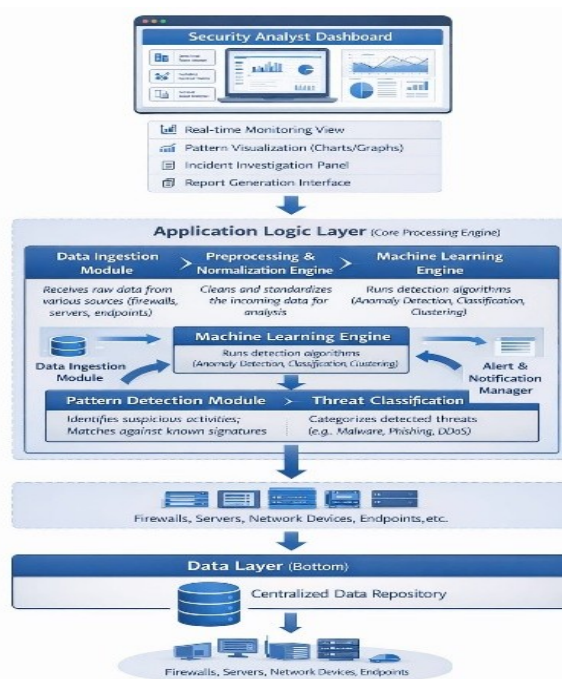 Security Analyst Dashboard
Real-time Monitoring View
Pattern Visualization (Charts/Graphs)
Incident Investigation Panel
Report Generation Interface
Application Logic Layer (Core Processing Engine)
Data Ingestion
Module
Receives raw data from
various sources (firewalls,
servers, endpoints)
Preprocessing &
Normalization Engine
Cleans and standardizes
the incoming data for
analysis
Machine Learning
Engine
Runs detection algorithms
(Anomaly Detection, Classification,
Clustering)
Machine Learning Engine
Runs detection algorithms
(Anomaly Detection, Classification, Clustering)
Data Ingestion
Module
Alert &
Notification
Manager
Pattern Detection Module
Identifies suspicious activities;
Matches against known signatures
Threat Classification
Categorizes detected threats
(e.g., Malware, Phishing, DDoS)
Firewalls, Servers, Network Devices, Endpoints,etc.
Data Layer (Bottom)
Centralized Data Repository
Firewalls, Servers, Network Devices, Endpoints